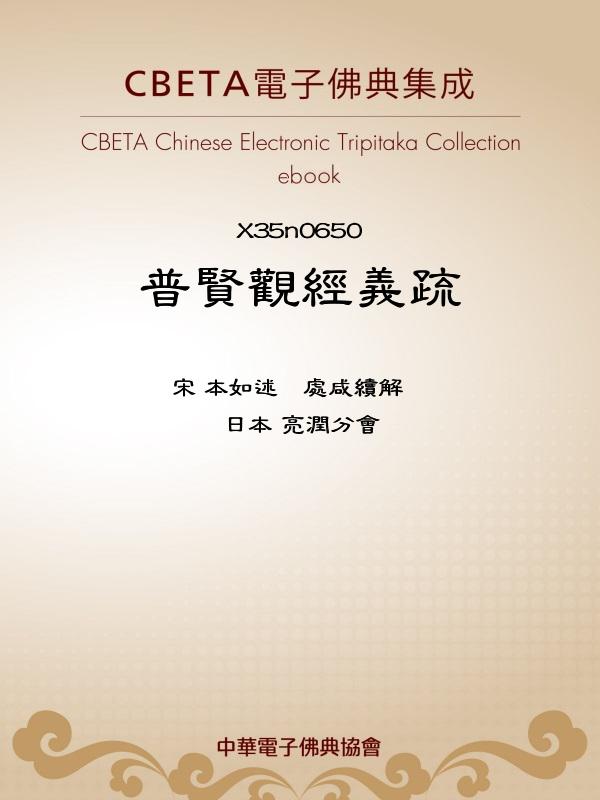 CBETA電子佛典集成
CBETA Chinese Electronic Tripitaka Collection
ebook
X35n0650
普賢觀經義疏
宋 本如述　處咸續解
日本 亮潤分會
中華電子佛典協會